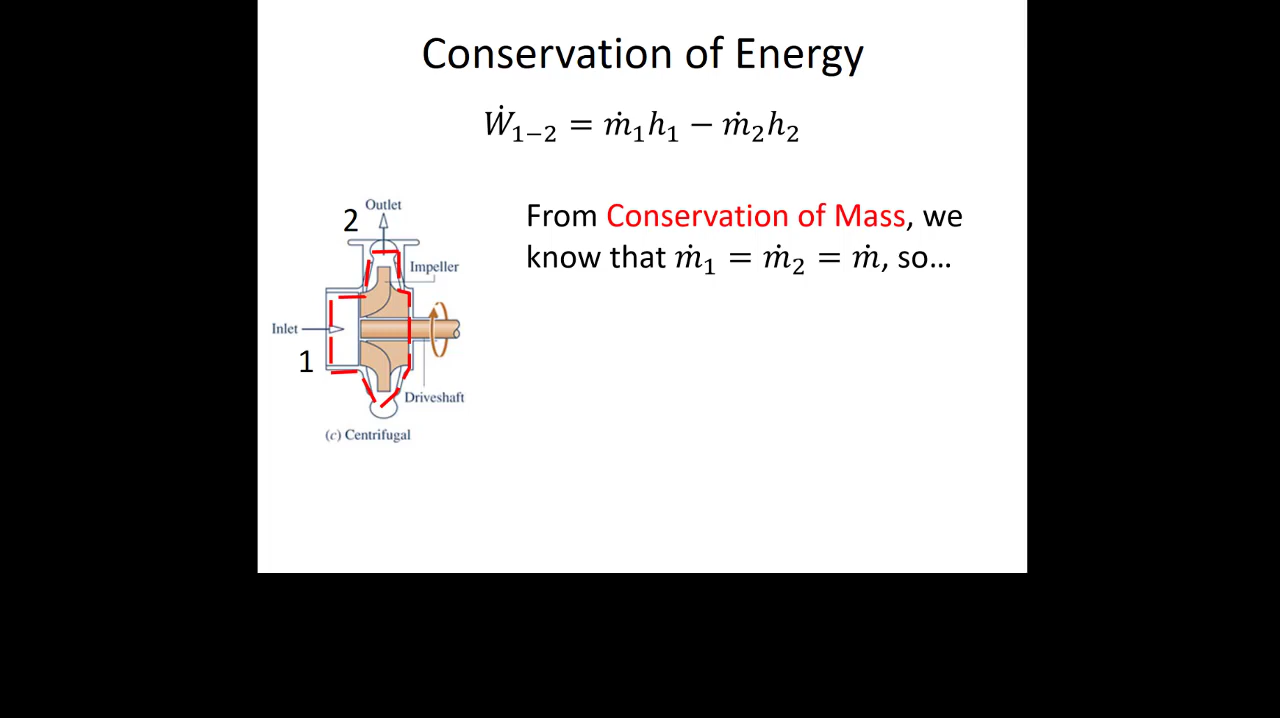 Conservation of Energy
Ẇ₁₋₂ = ṁ₁h₁ − ṁ₂h₂
2
Outlet
Impeller
Inlet
1
Driveshaft
(c) Centrifugal
From Conservation of Mass, we
know that ṁ₁ = ṁ₂ = ṁ, so…